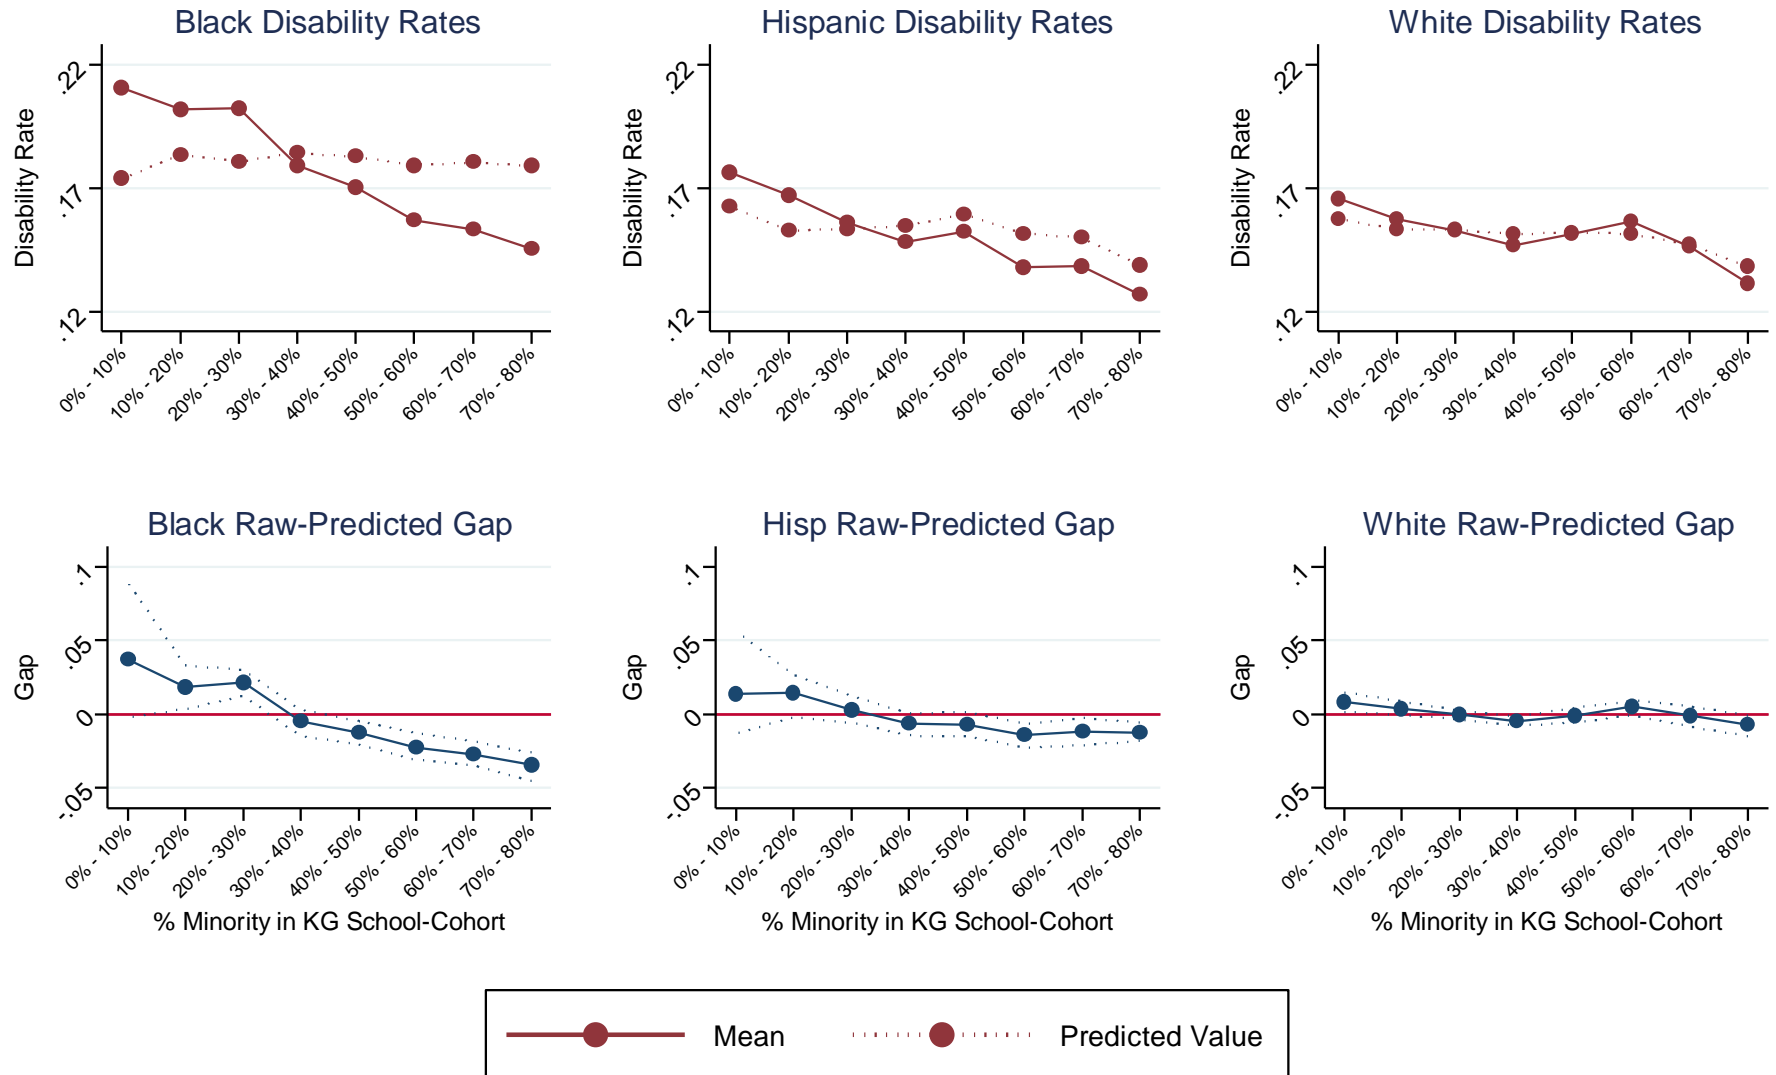 Black Disability Rates
Hispanic Disability Rates
White Disability Rates
Disability Rate
.22
.17
.12
0% - 10%
10% - 20%
20% - 30%
30% - 40%
40% - 50%
50% - 60%
60% - 70%
70% - 80%
Disability Rate
.22
.17
.12
0% - 10%
10% - 20%
20% - 30%
30% - 40%
40% - 50%
50% - 60%
60% - 70%
70% - 80%
Disability Rate
.22
.17
.12
0% - 10%
10% - 20%
20% - 30%
30% - 40%
40% - 50%
50% - 60%
60% - 70%
70% - 80%
Black Raw-Predicted Gap
Hisp Raw-Predicted Gap
White Raw-Predicted Gap
Gap
.1
.05
0
-.05
0% - 10%
10% - 20%
20% - 30%
30% - 40%
40% - 50%
50% - 60%
60% - 70%
70% - 80%
% Minority in KG School-Cohort
Gap
.1
.05
0
-.05
0% - 10%
10% - 20%
20% - 30%
30% - 40%
40% - 50%
50% - 60%
60% - 70%
70% - 80%
% Minority in KG School-Cohort
Gap
.1
.05
0
-.05
0% - 10%
10% - 20%
20% - 30%
30% - 40%
40% - 50%
50% - 60%
60% - 70%
70% - 80%
% Minority in KG School-Cohort
Mean
Predicted Value